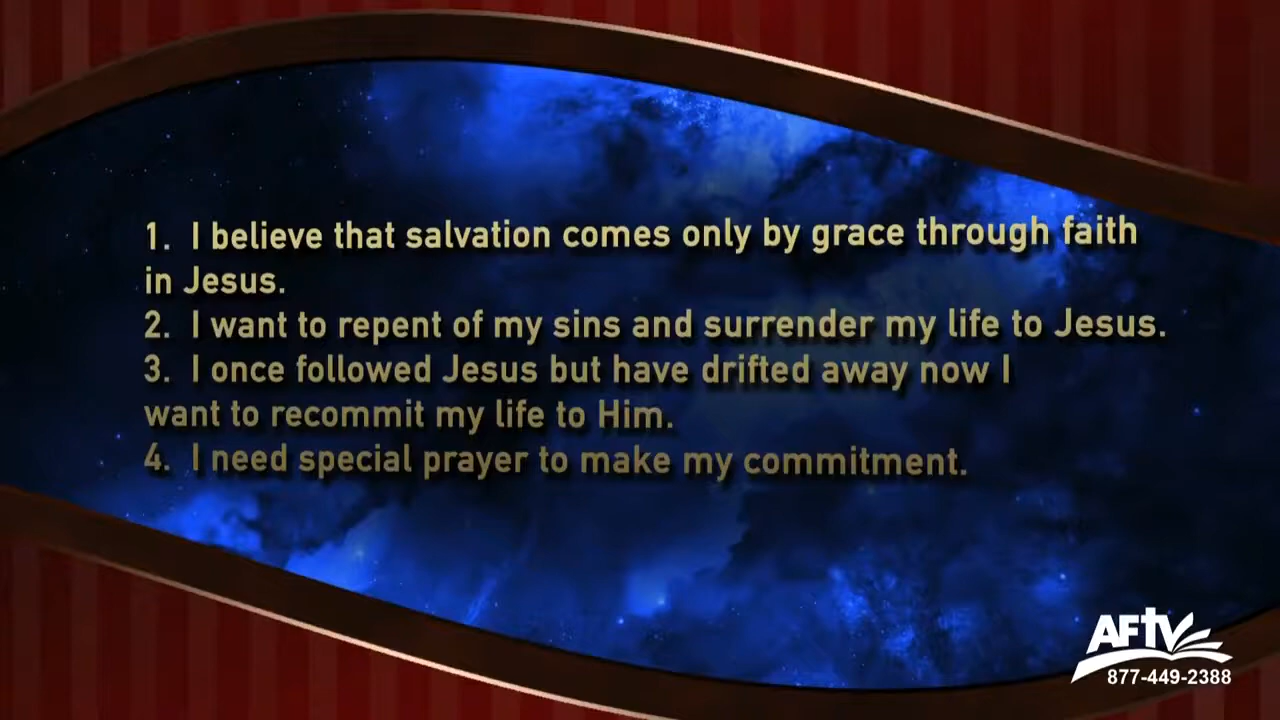 1. I believe that salvation comes only by grace through faith
in Jesus.
2. I want to repent of my sins and surrender my life to Jesus.
3. I once followed Jesus but have drifted away now I
want to recommit my life to Him.
4. I need special prayer to make my commitment.
AFTV
877-449-2388